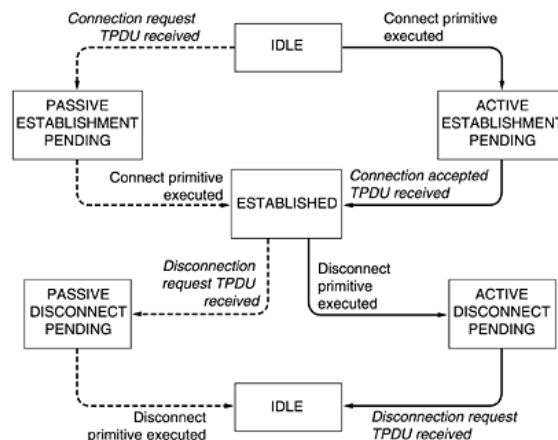 Connection request
TPDU received
IDLE
Connect primitive
executed
PASSIVE
ESTABLISHMENT
PENDING
ACTIVE
ESTABLISHMENT
PENDING
Connect primitive
executed
ESTABLISHED
Connection accepted
TPDU received
Disconnection
request TPDU
received
Disconnect
primitive
executed
PASSIVE
DISCONNECT
PENDING
ACTIVE
DISCONNECT
PENDING
IDLE
Disconnect
primitive executed
Disconnection request
TPDU received